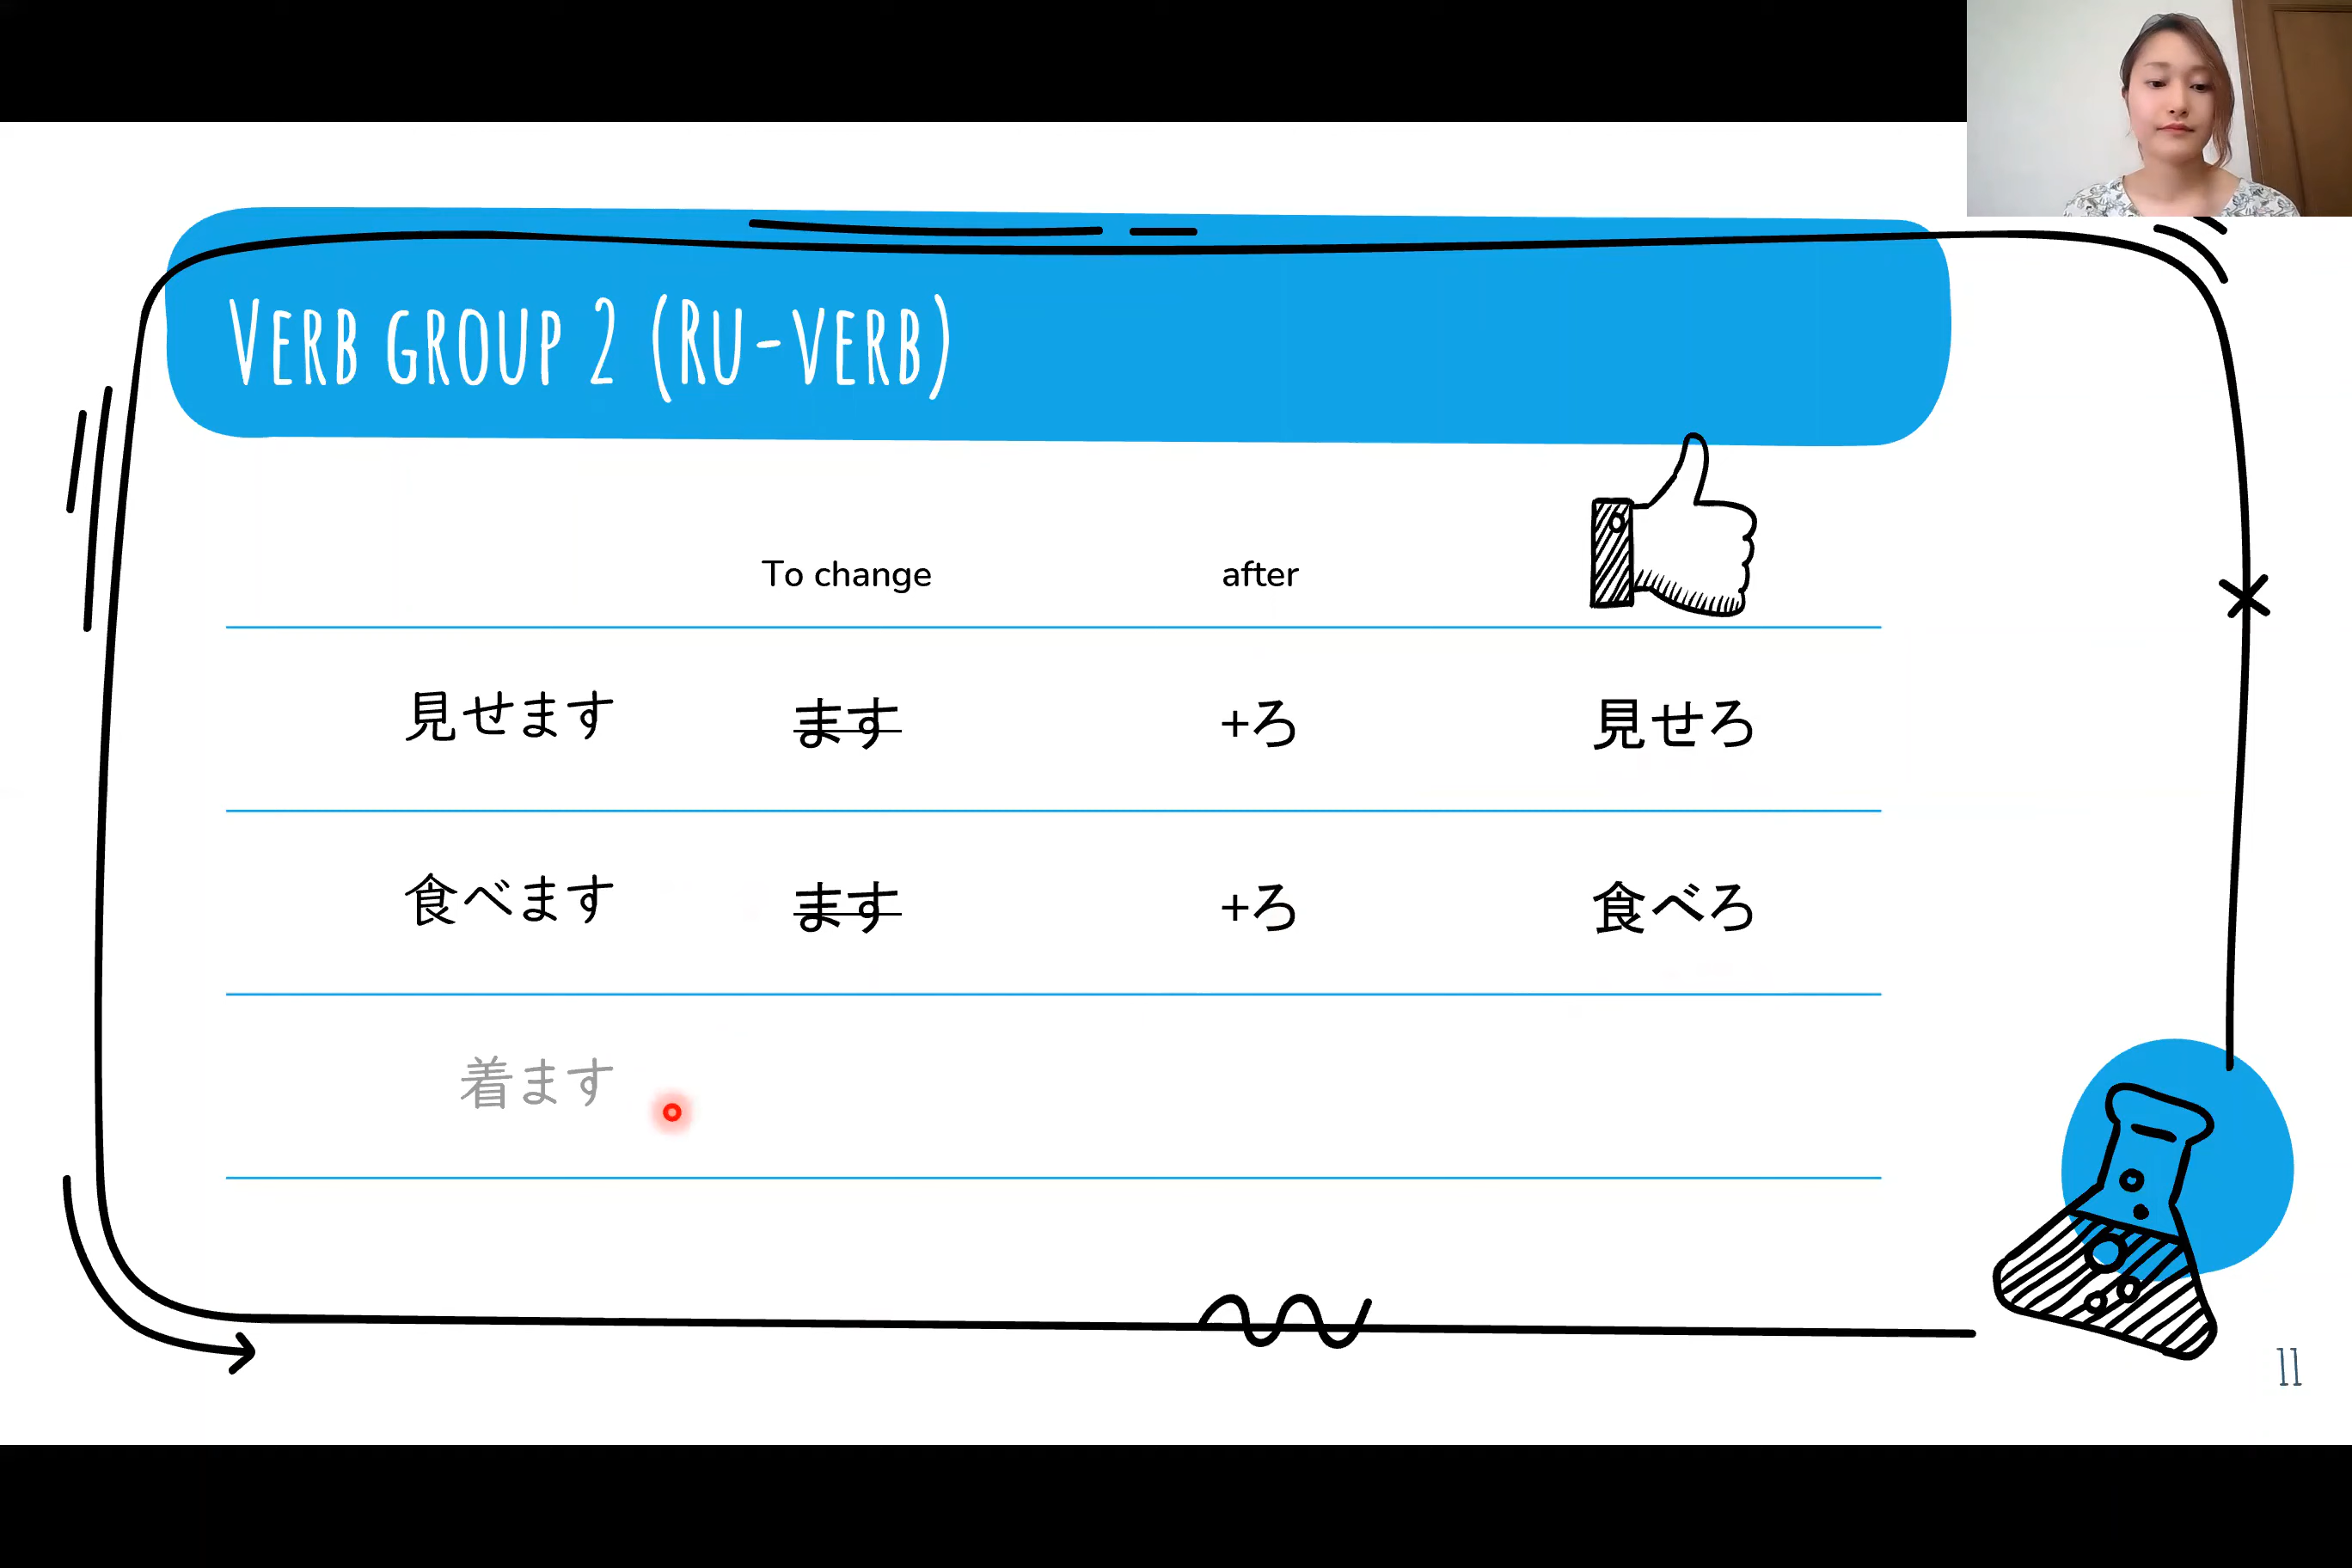 VERB GROUP 2 (RU-VERB)
To change after
見せます ます +ろ 見せろ
食べます ます +ろ 食べろ
着ます
11